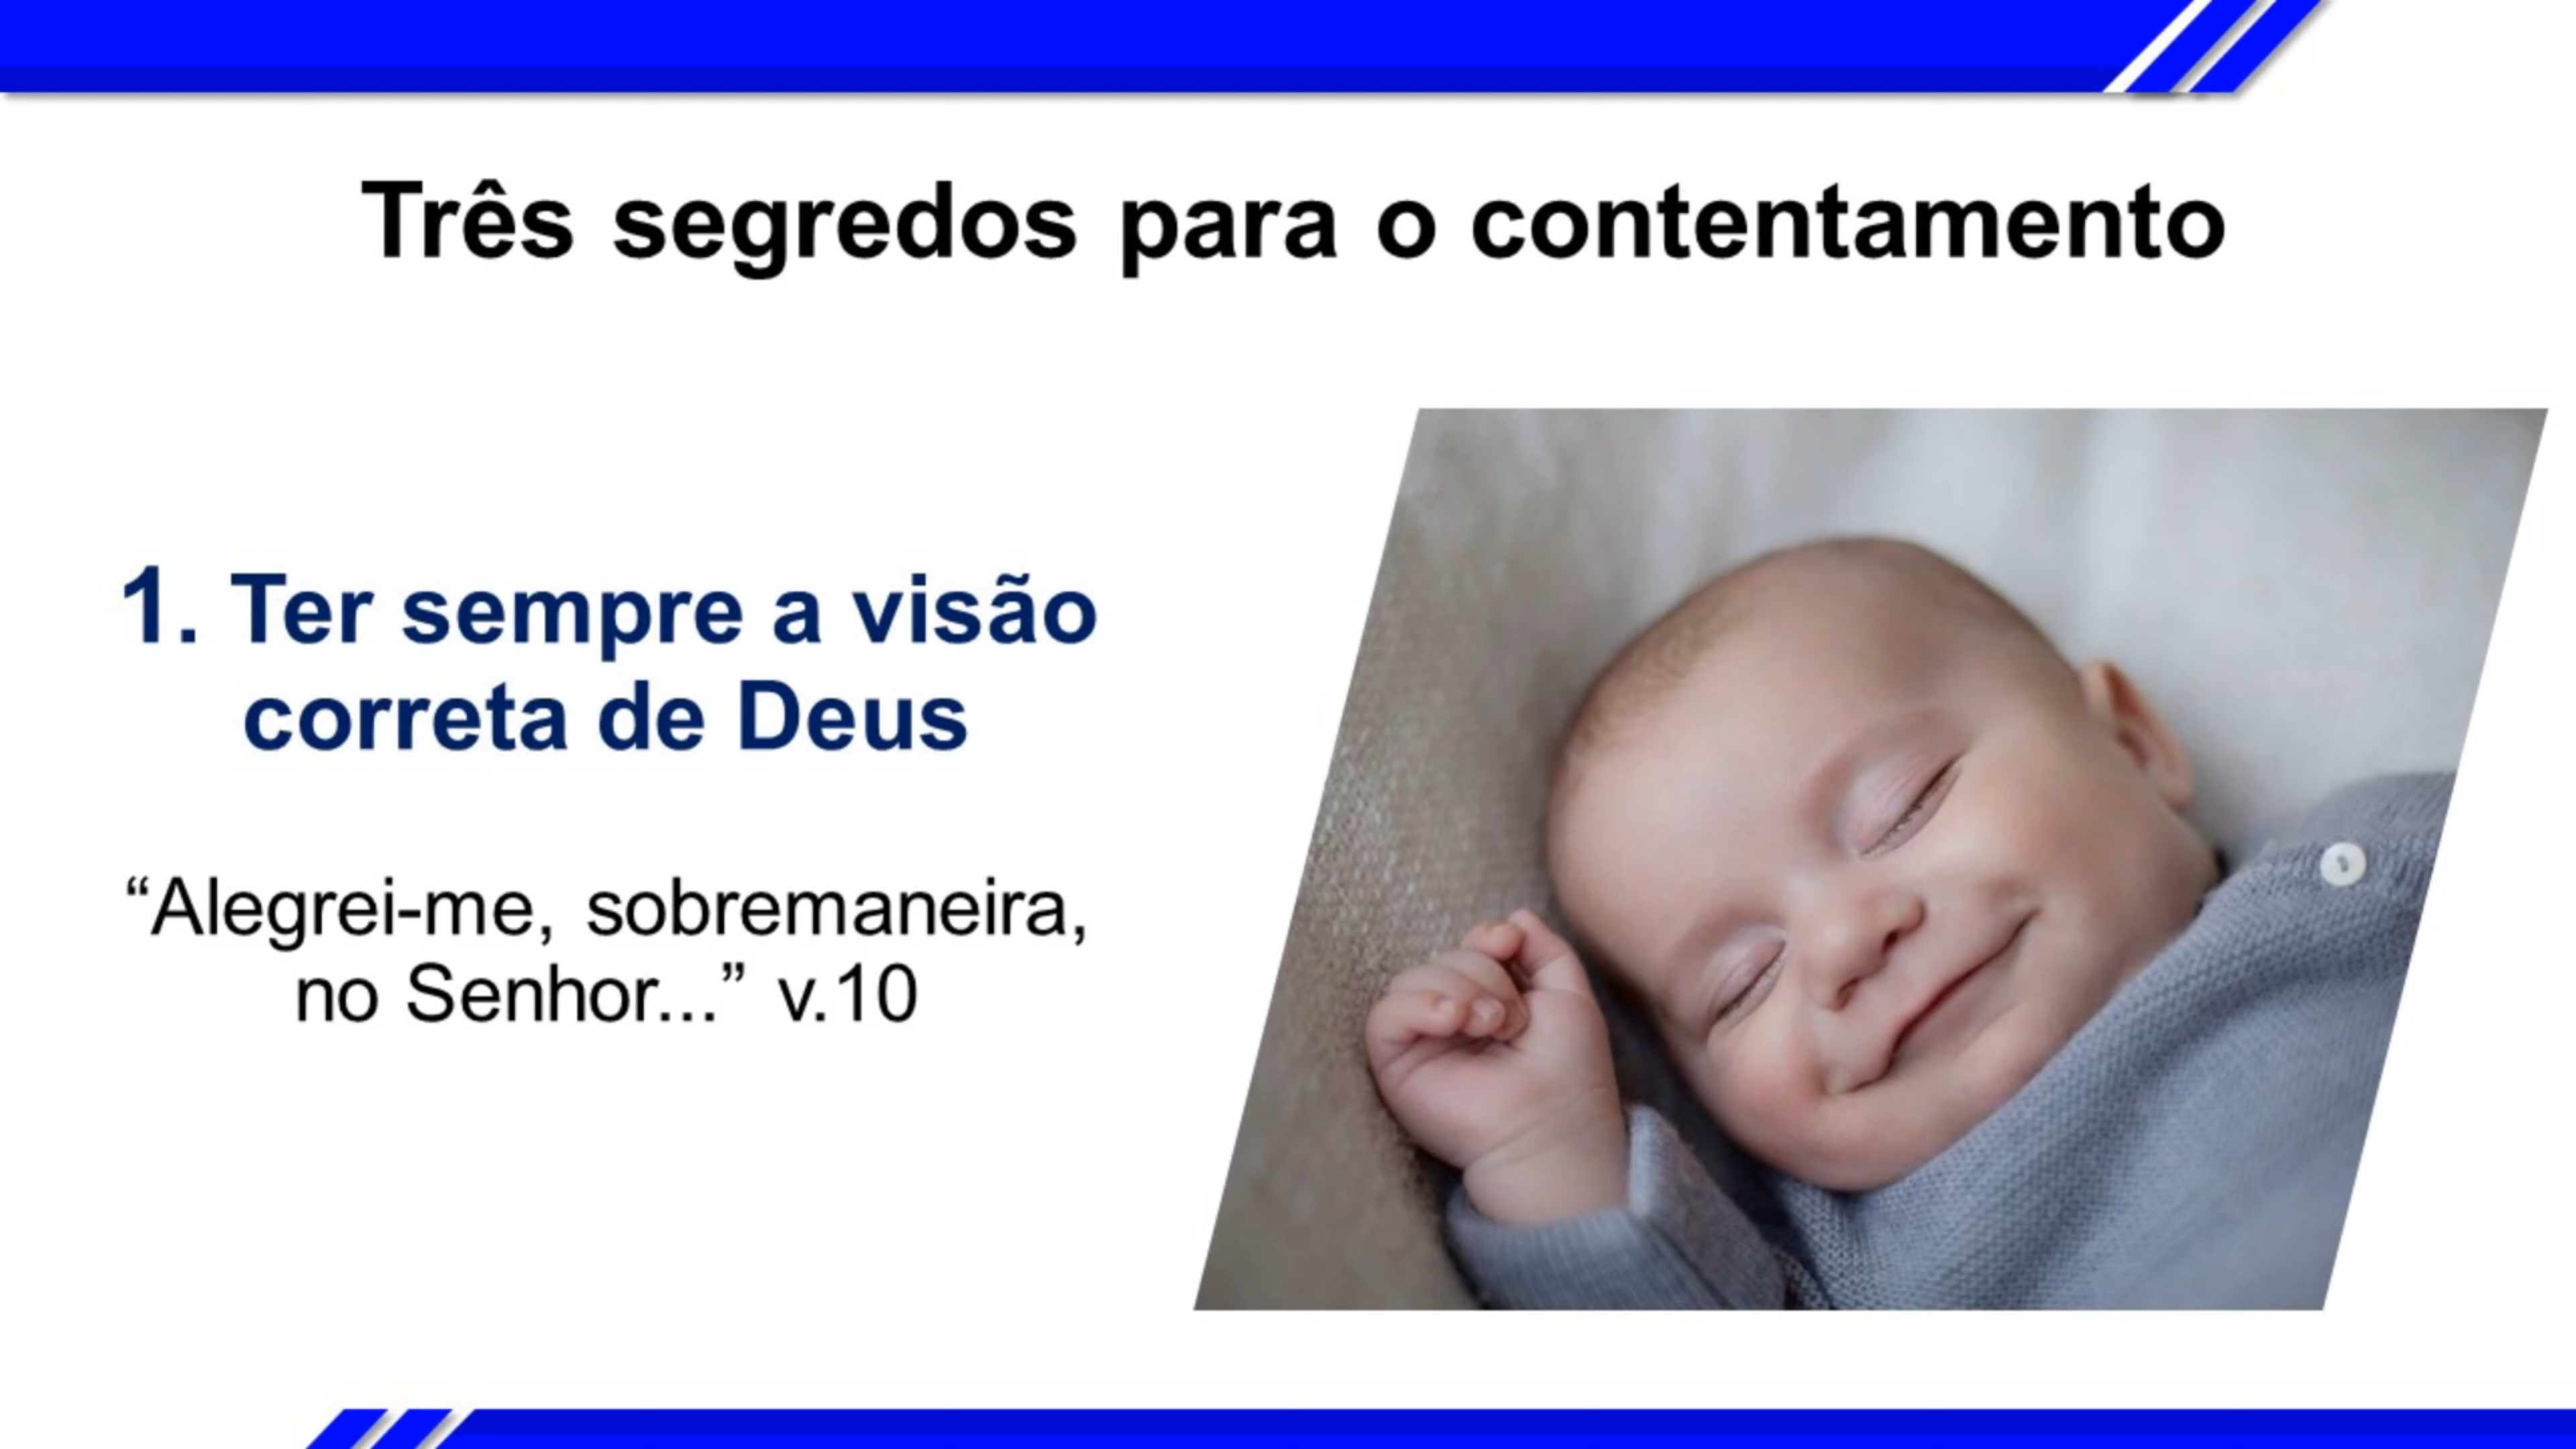 Três segredos para o contentamento
1. Ter sempre a visão
correta de Deus
“Alegrei-me, sobremaneira,
no Senhor...” v.10